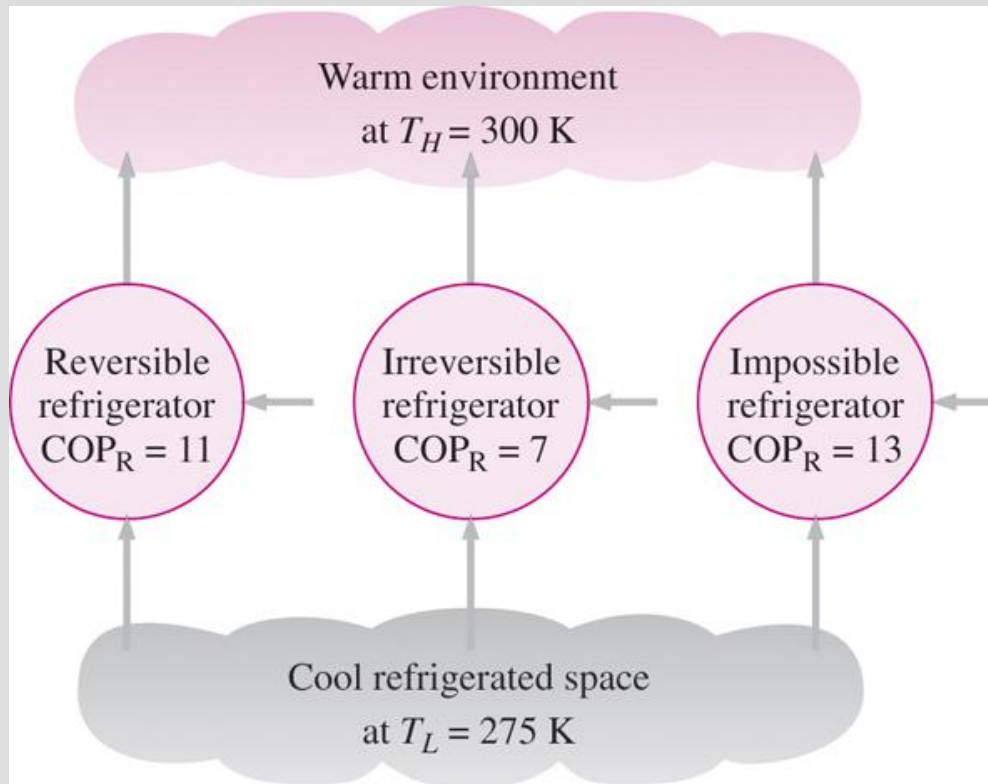 Warm environment
at T_H = 300 K
Reversible
refrigerator
COP_R = 11
Irreversible
refrigerator
COP_R = 7
Impossible
refrigerator
COP_R = 13
Cool refrigerated space
at T_L = 275 K